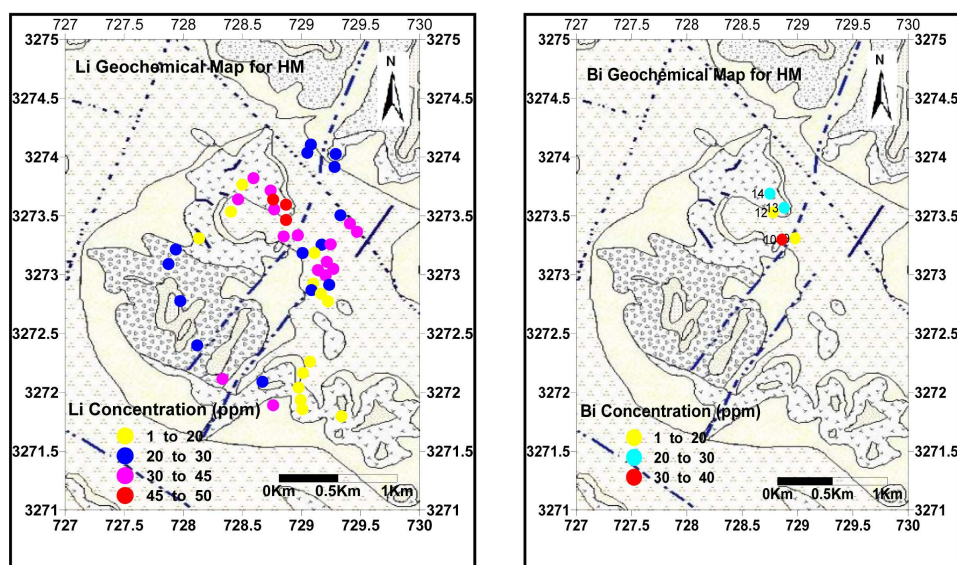 727 727.5 728 728.5 729 729.5 730
3275 3275
Li Geochemical Map for HM
N
3274.5 3274.5
3274 3274
3273.5 3273.5
3273 3273
3272.5 3272.5
3272 3272
Li Concentration (ppm)
1 to 20
3271.5 3271.5
20 to 30
30 to 45
45 to 50
0Km 0.5Km 1Km
3271 3271
727 727.5 728 728.5 729 729.5 730
727 727.5 728 728.5 729 729.5 730
3275 3275
Bi Geochemical Map for HM
N
3274.5 3274.5
3274 3274
14
13
12
3273.5 3273.5
10 9
3273 3273
3272.5 3272.5
3272 3272
Bi Concentration (ppm)
1 to 20
3271.5 3271.5
20 to 30
30 to 40
0Km 0.5Km 1Km
3271 3271
727 727.5 728 728.5 729 729.5 730